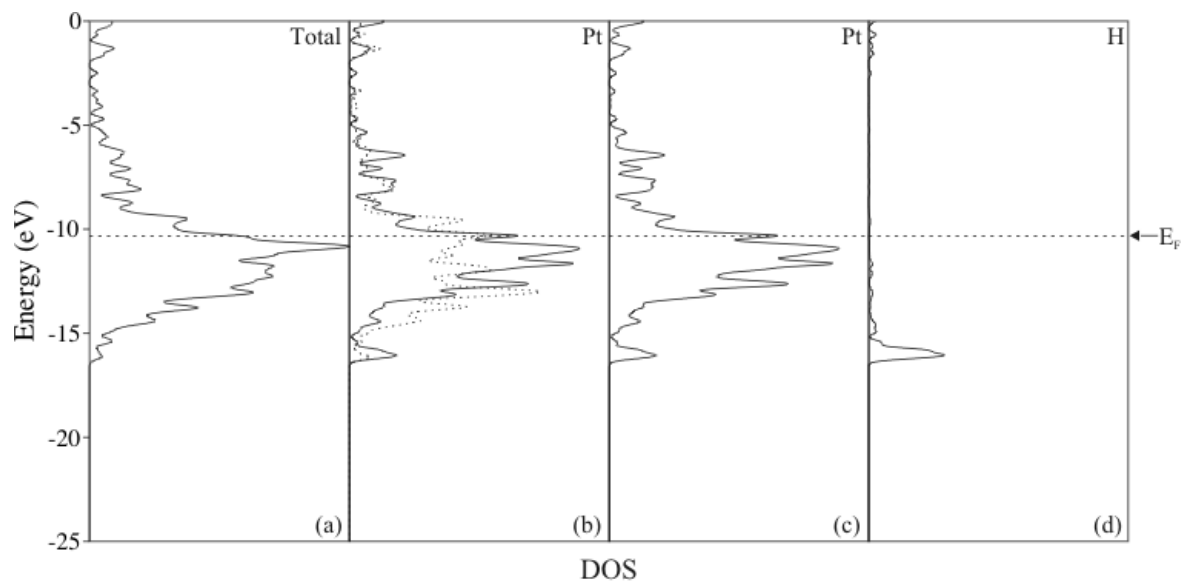 0
-5
-10
-15
-20
-25
Energy (eV)
Total
Pt
Pt
H
E_F
(a)
(b)
(c)
(d)
DOS